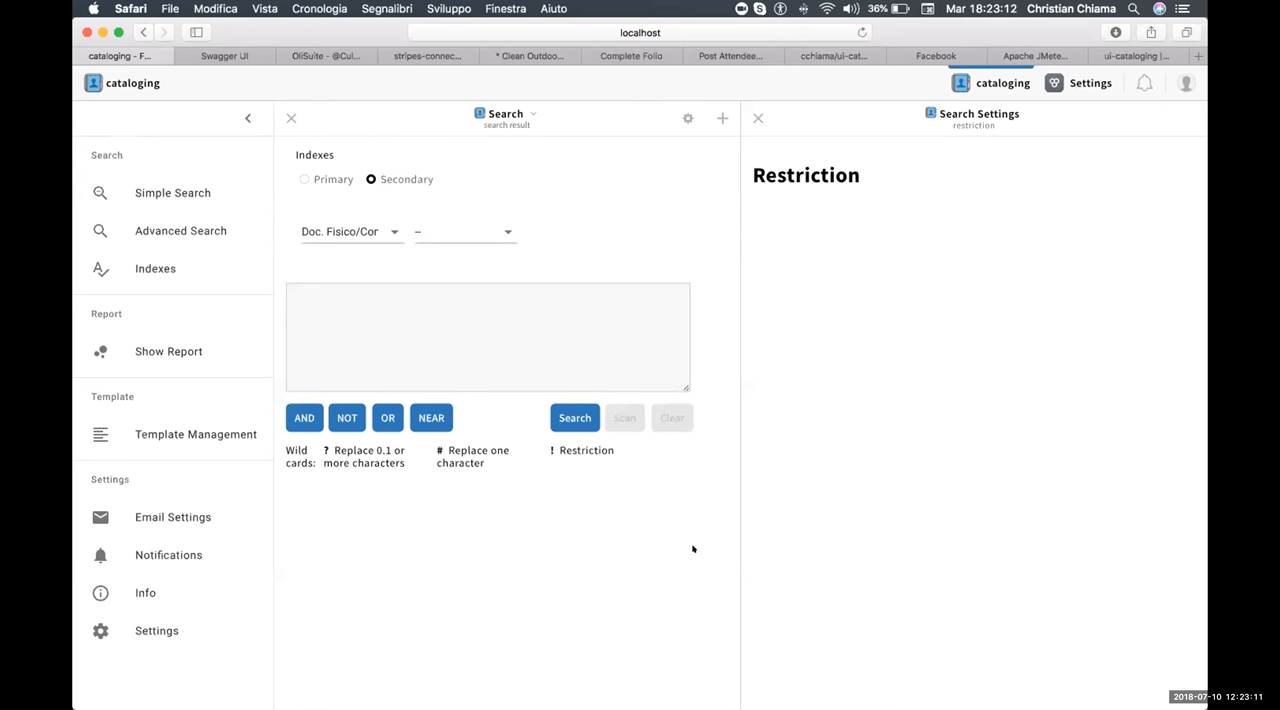 Safari File Modifica Vista Cronologia Segnalibri Sviluppo Finestra Aiuto 36% Mar 18:23:12 Christian Chiama
localhost
cataloging - F... Swagger UI OliSuite - @Cul... stripes-connec... * Clean Outdoo... Complete Folio Post Attendee... cchiama/ui-cat... Facebook Apache JMete... ui-cataloging |...
cataloging cataloging Settings
Search
search result
Search Settings
restriction
Search
Simple Search
Advanced Search
Indexes
Report
Show Report
Template
Template Management
Settings
Email Settings
Notifications
Info
Settings
Indexes
Primary Secondary
Doc. Fisico/Cor --
AND NOT OR NEAR Search Scan Clear
Wild cards: ? Replace 0.1 or more characters # Replace one character ! Restriction
Restriction
2018-07-10 12:23:11